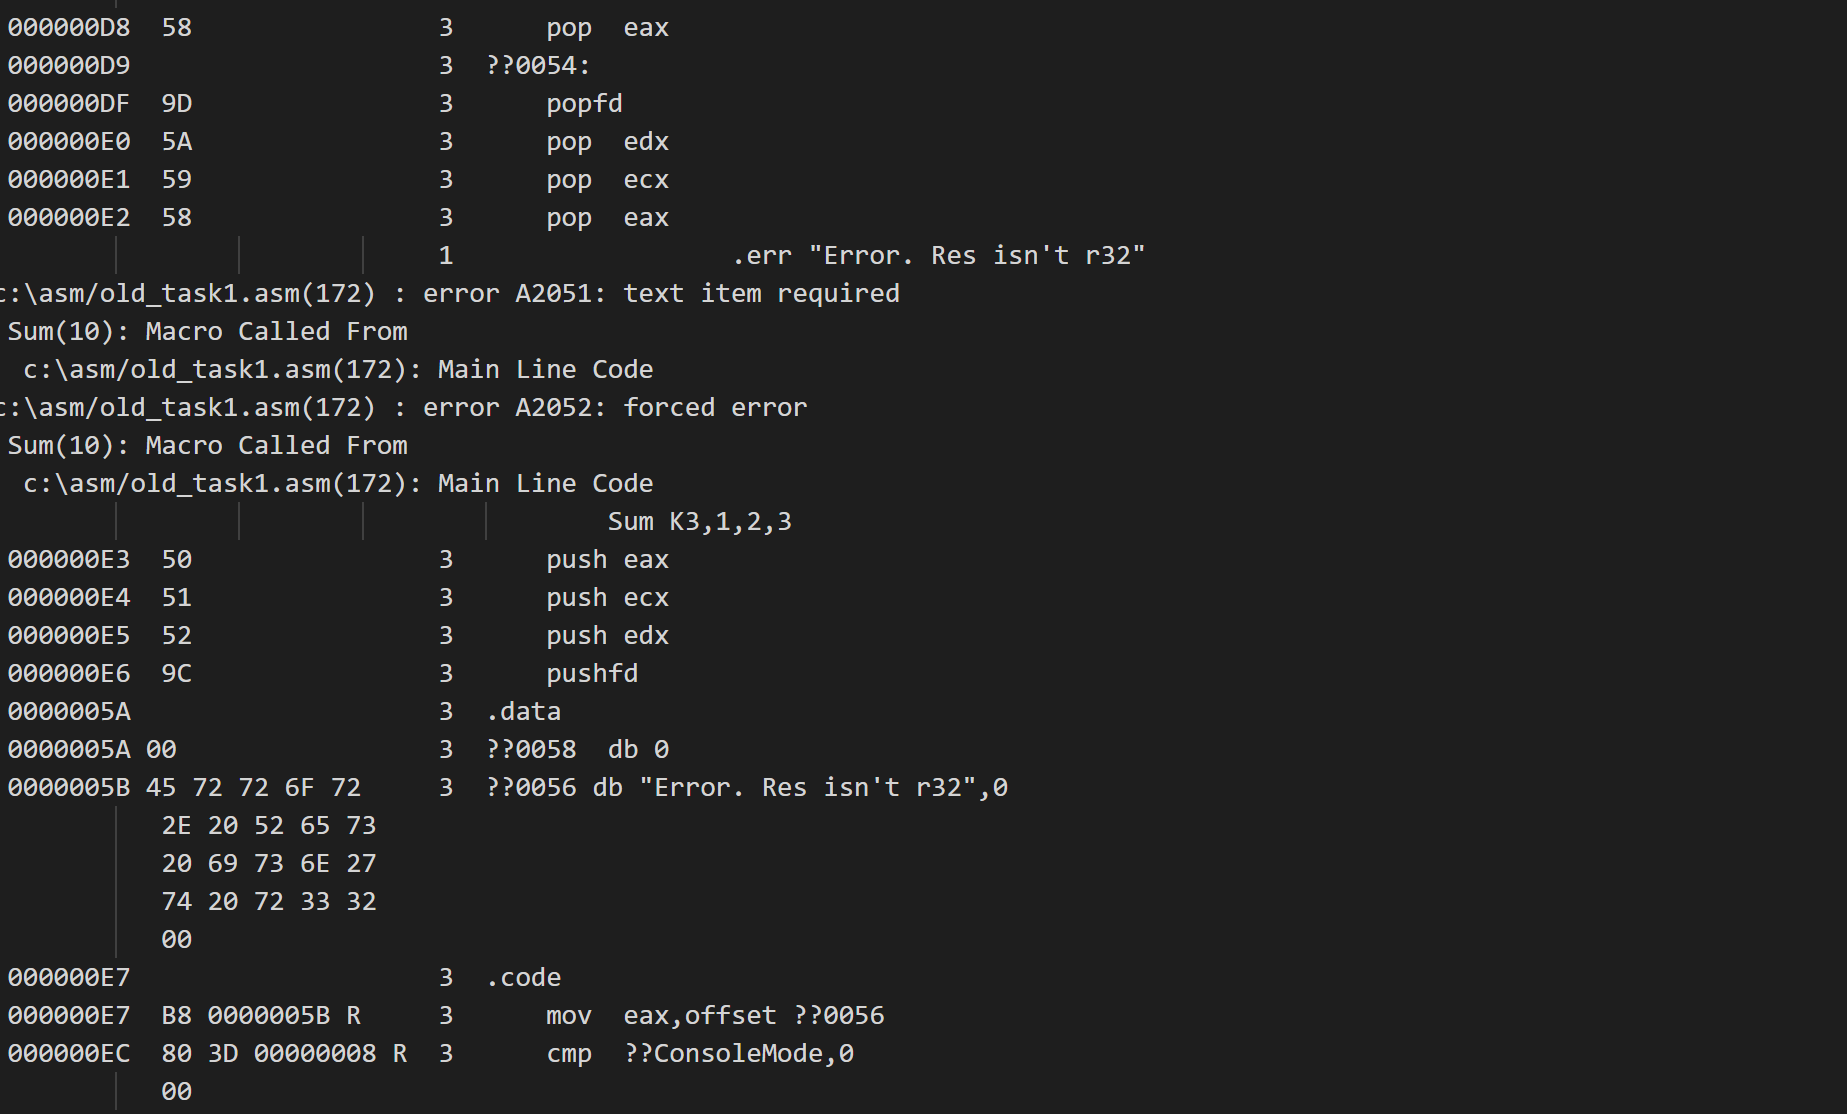 000000D8  58                3      pop  eax
000000D9                    3  ??0054:
000000DF  9D                3      popfd
000000E0  5A                3      pop  edx
000000E1  59                3      pop  ecx
000000E2  58                3      pop  eax
                            1                  .err "Error. Res isn't r32"
c:\asm/old_task1.asm(172) : error A2051: text item required
Sum(10): Macro Called From
 c:\asm/old_task1.asm(172): Main Line Code
c:\asm/old_task1.asm(172) : error A2052: forced error
Sum(10): Macro Called From
 c:\asm/old_task1.asm(172): Main Line Code
                                       Sum K3,1,2,3
000000E3  50                3      push eax
000000E4  51                3      push ecx
000000E5  52                3      push edx
000000E6  9C                3      pushfd
0000005A                    3  .data
0000005A 00                 3  ??0058  db 0
0000005B 45 72 72 6F 72     3  ??0056 db "Error. Res isn't r32",0
          2E 20 52 65 73
          20 69 73 6E 27
          74 20 72 33 32
          00
000000E7                    3  .code
000000E7  B8 0000005B R     3      mov  eax,offset ??0056
000000EC  80 3D 00000008 R  3      cmp  ??ConsoleMode,0
          00